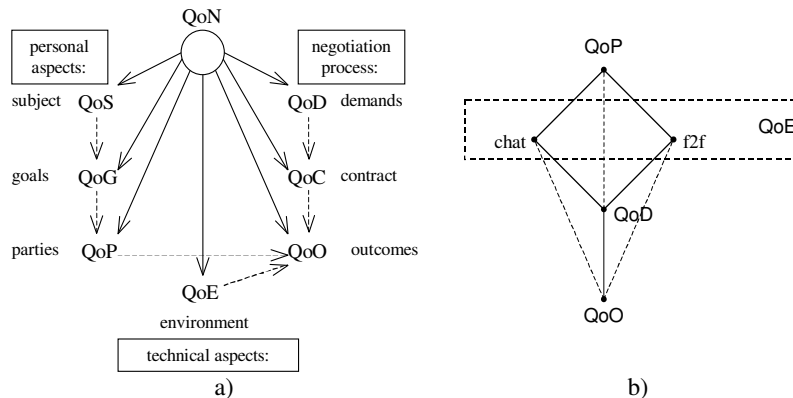 QoN
personal
aspects:
negotiation
process:
subject QoS QoD demands
goals QoG QoC contract
parties QoP QoO outcomes
QoE
environment
technical aspects:
a)
QoP
QoE
chat f2f
QoD
QoO
b)